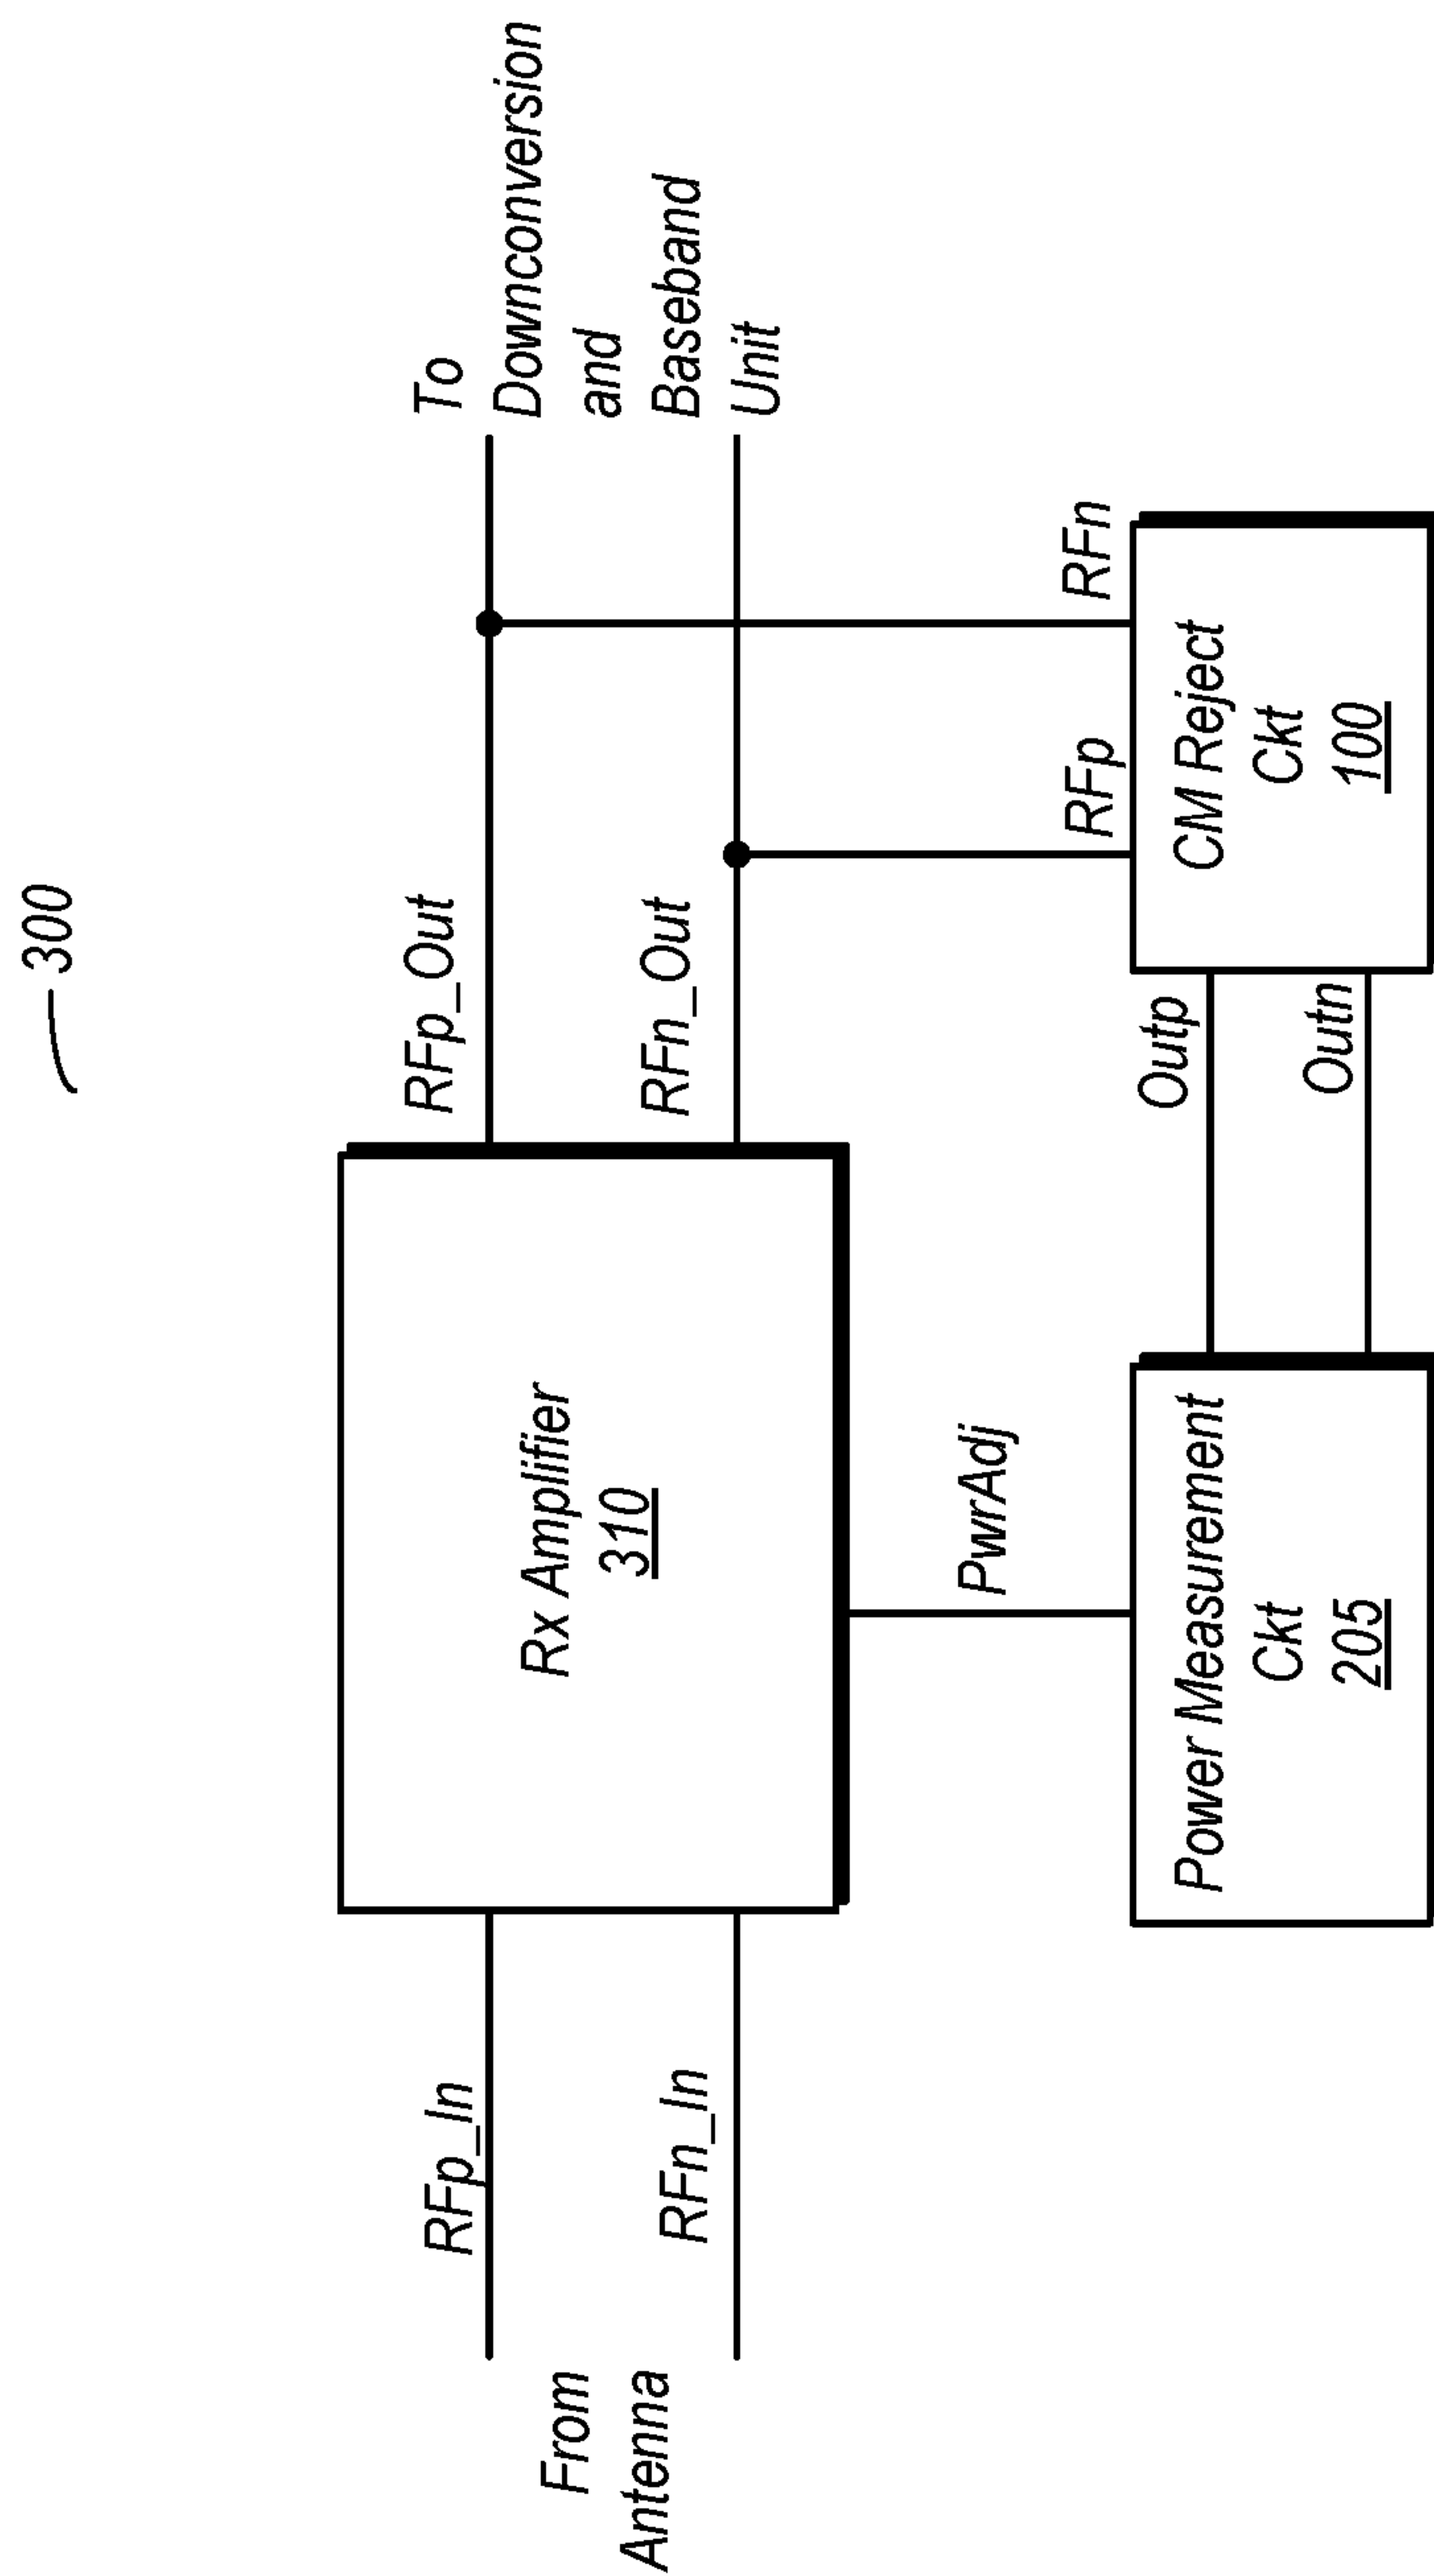 300
RFp_In
RFn_In
From
Antenna
Rx Amplifier
310
RFp_Out
RFn_Out
To
Downconversion
and
Baseband
Unit
PwrAdj
RFp
RFn
Power Measurement
Ckt
205
Outp
Outn
CM Reject
Ckt
100